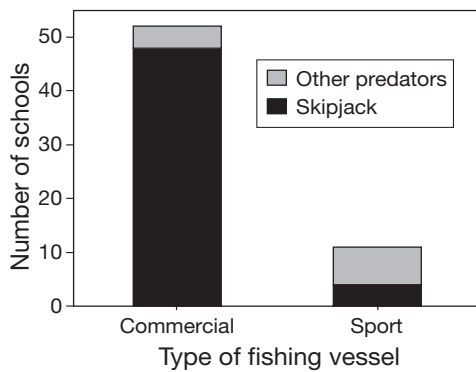 Number of schools
50
40
30
20
10
0
Other predators
Skipjack
Commercial
Sport
Type of fishing vessel